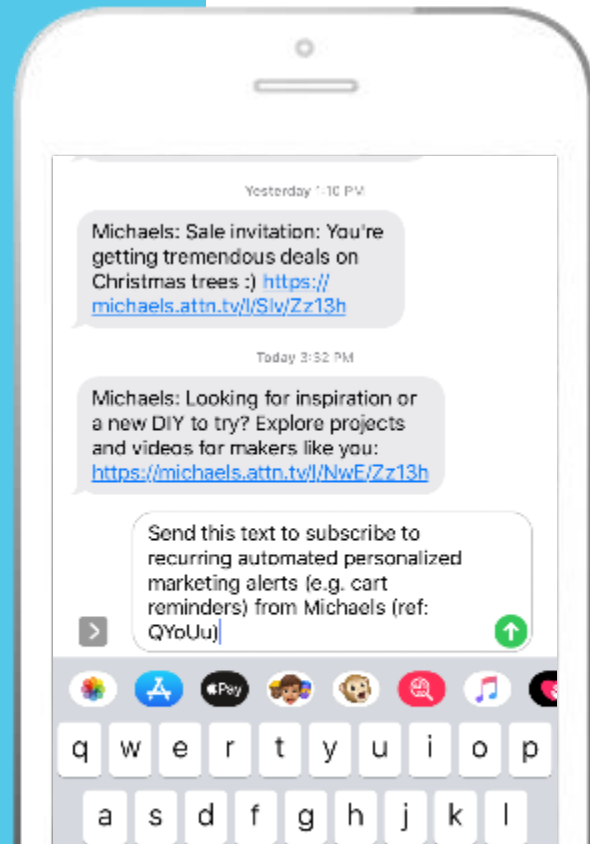 Yesterday 1:10 PM
Michaels: Sale invitation: You're
getting tremendous deals on
Christmas trees :) https://
michaels.attn.tv/l/Slv/Zz13h
Today 3:32 PM
Michaels: Looking for inspiration or
a new DIY to try? Explore projects
and videos for makers like you:
https://michaels.attn.tv/l/NwE/Zz13h
Send this text to subscribe to
recurring automated personalized
marketing alerts (e.g. cart
reminders) from Michaels (ref:
QYoUu)
Pay
q w e r t y u i o p
a s d f g h j k l